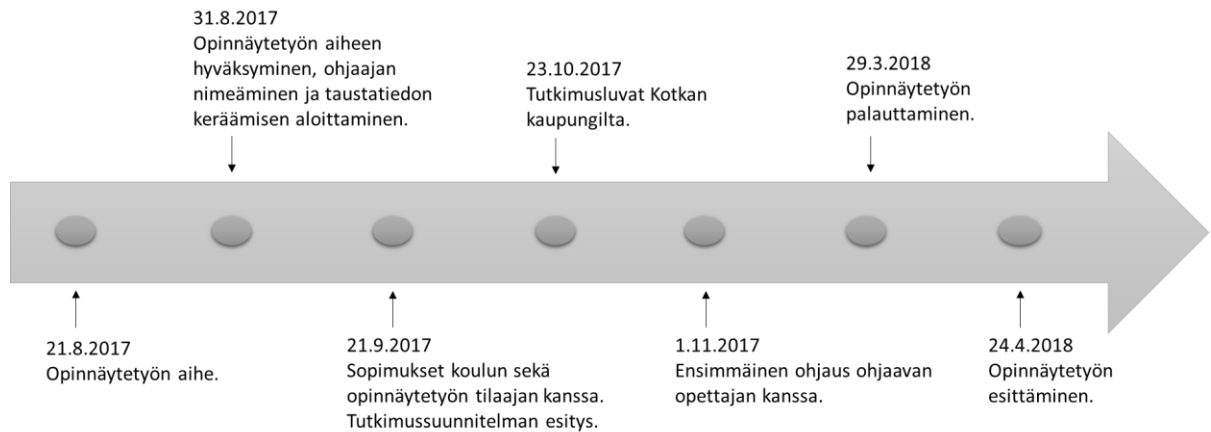 31.8.2017
Opinnäytetyön aiheen
hyväksyminen, ohjaajan
nimeäminen ja taustatiedon
keräämisen aloittaminen.
23.10.2017
Tutkimusluvat Kotkan
kaupungilta.
29.3.2018
Opinnäytetyön
palauttaminen.
21.8.2017
Opinnäytetyön aihe.
21.9.2017
Sopimukset koulun sekä
opinnäytetyön tilaajan kanssa.
Tutkimussuunnitelman esitys.
1.11.2017
Ensimmäinen ohjaus ohjaavan
opettajan kanssa.
24.4.2018
Opinnäytetyön
esittäminen.